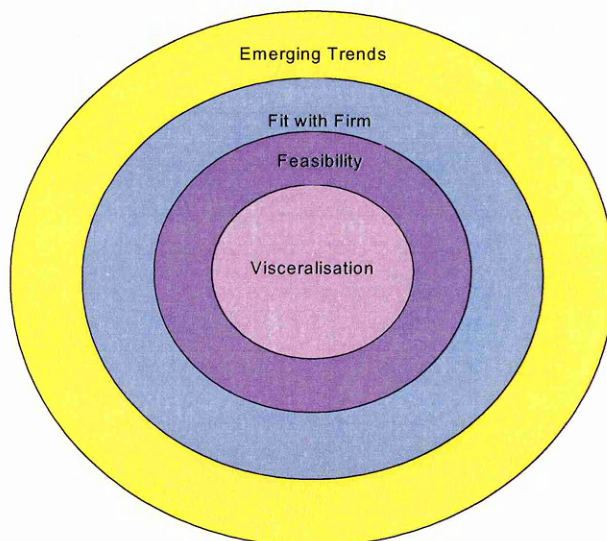 Emerging Trends
Fit with Firm
Feasibility
Visceralisation